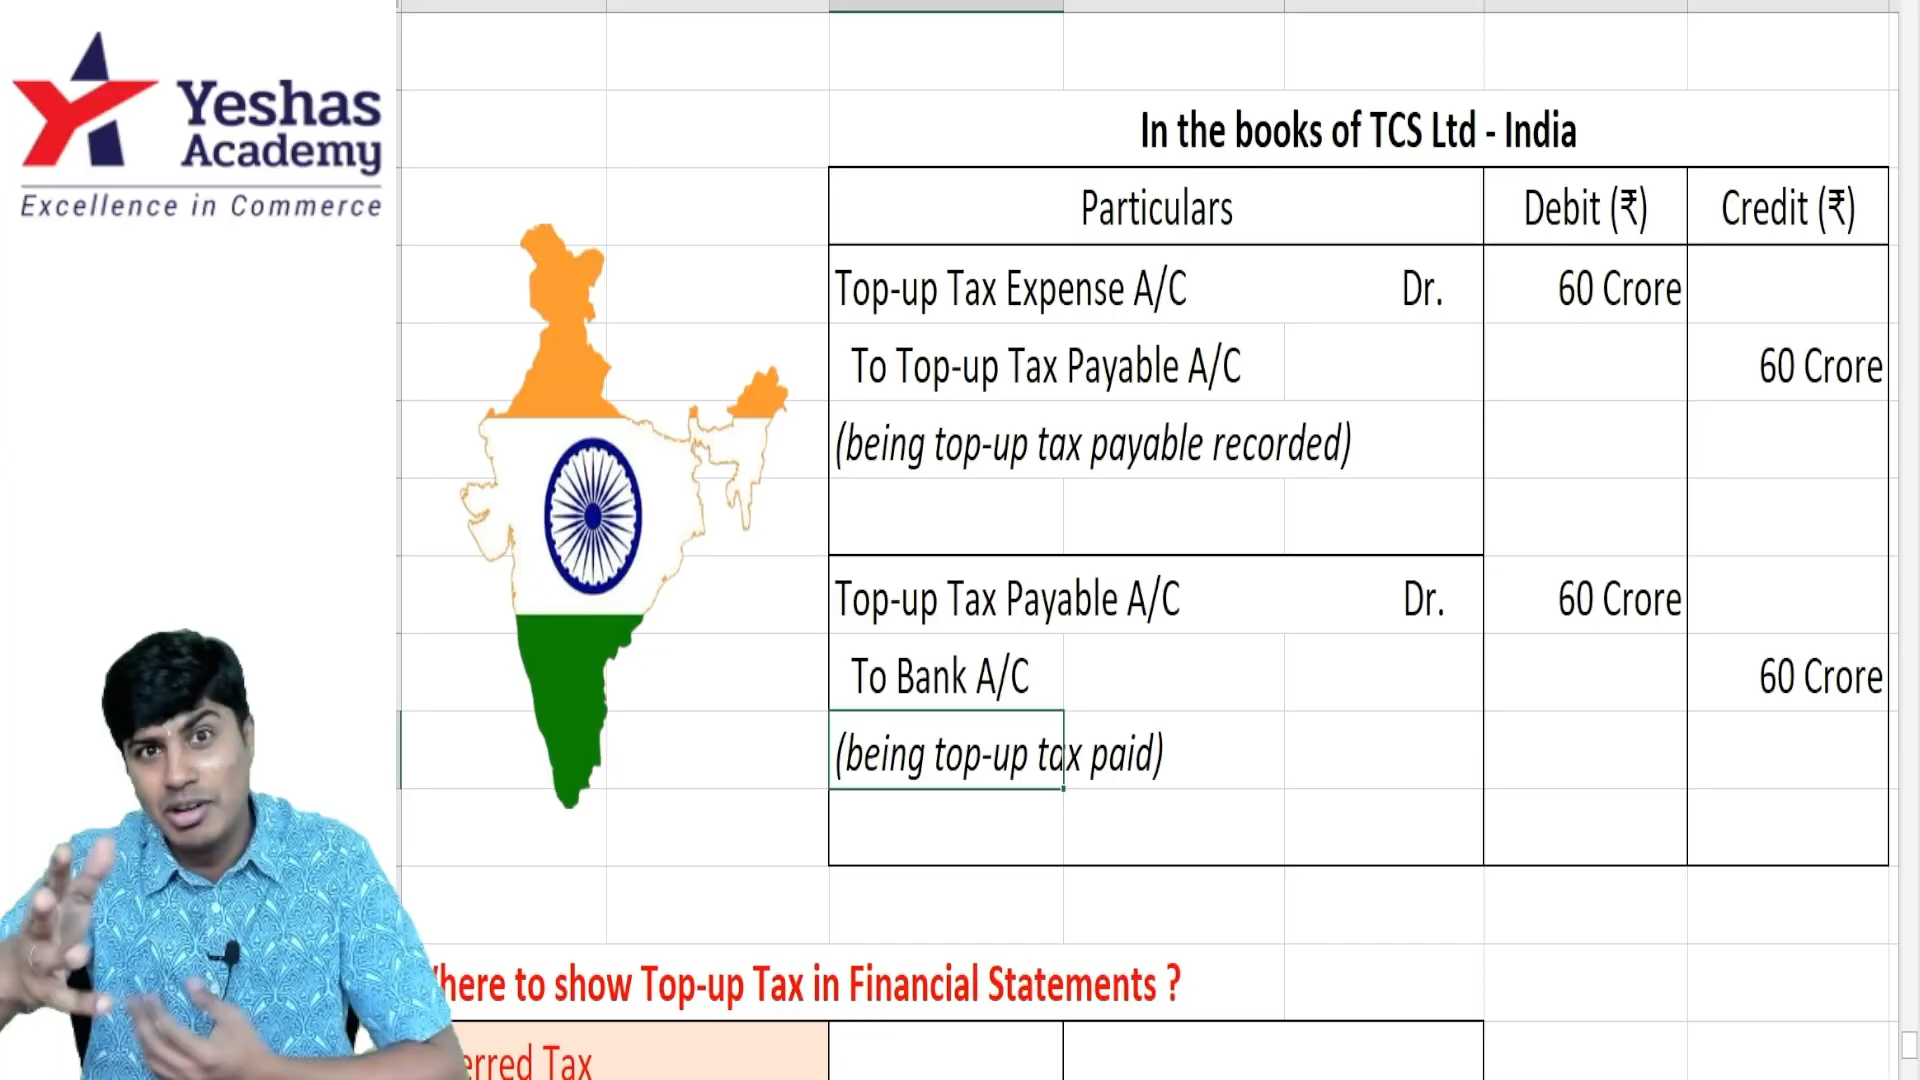 Yeshas
Academy
Excellence in Commerce
In the books of TCS Ltd - India
Particulars Debit (₹) Credit (₹)
Top-up Tax Expense A/C Dr. 60 Crore
To Top-up Tax Payable A/C 60 Crore
(being top-up tax payable recorded)
Top-up Tax Payable A/C Dr. 60 Crore
To Bank A/C 60 Crore
(being top-up tax paid)
to show Top-up Tax in Financial Statements ?
Tax